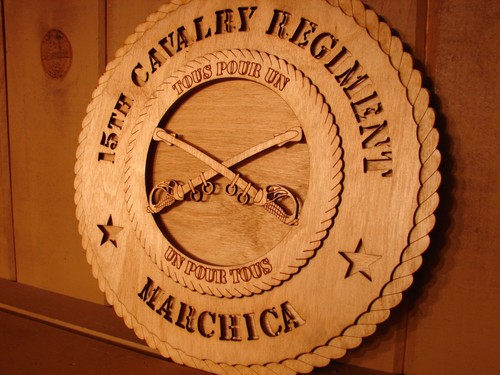 15TH CAVALRY REGIMENT
TOUS POUR UN
UN POUR TOUS
MARCHICA